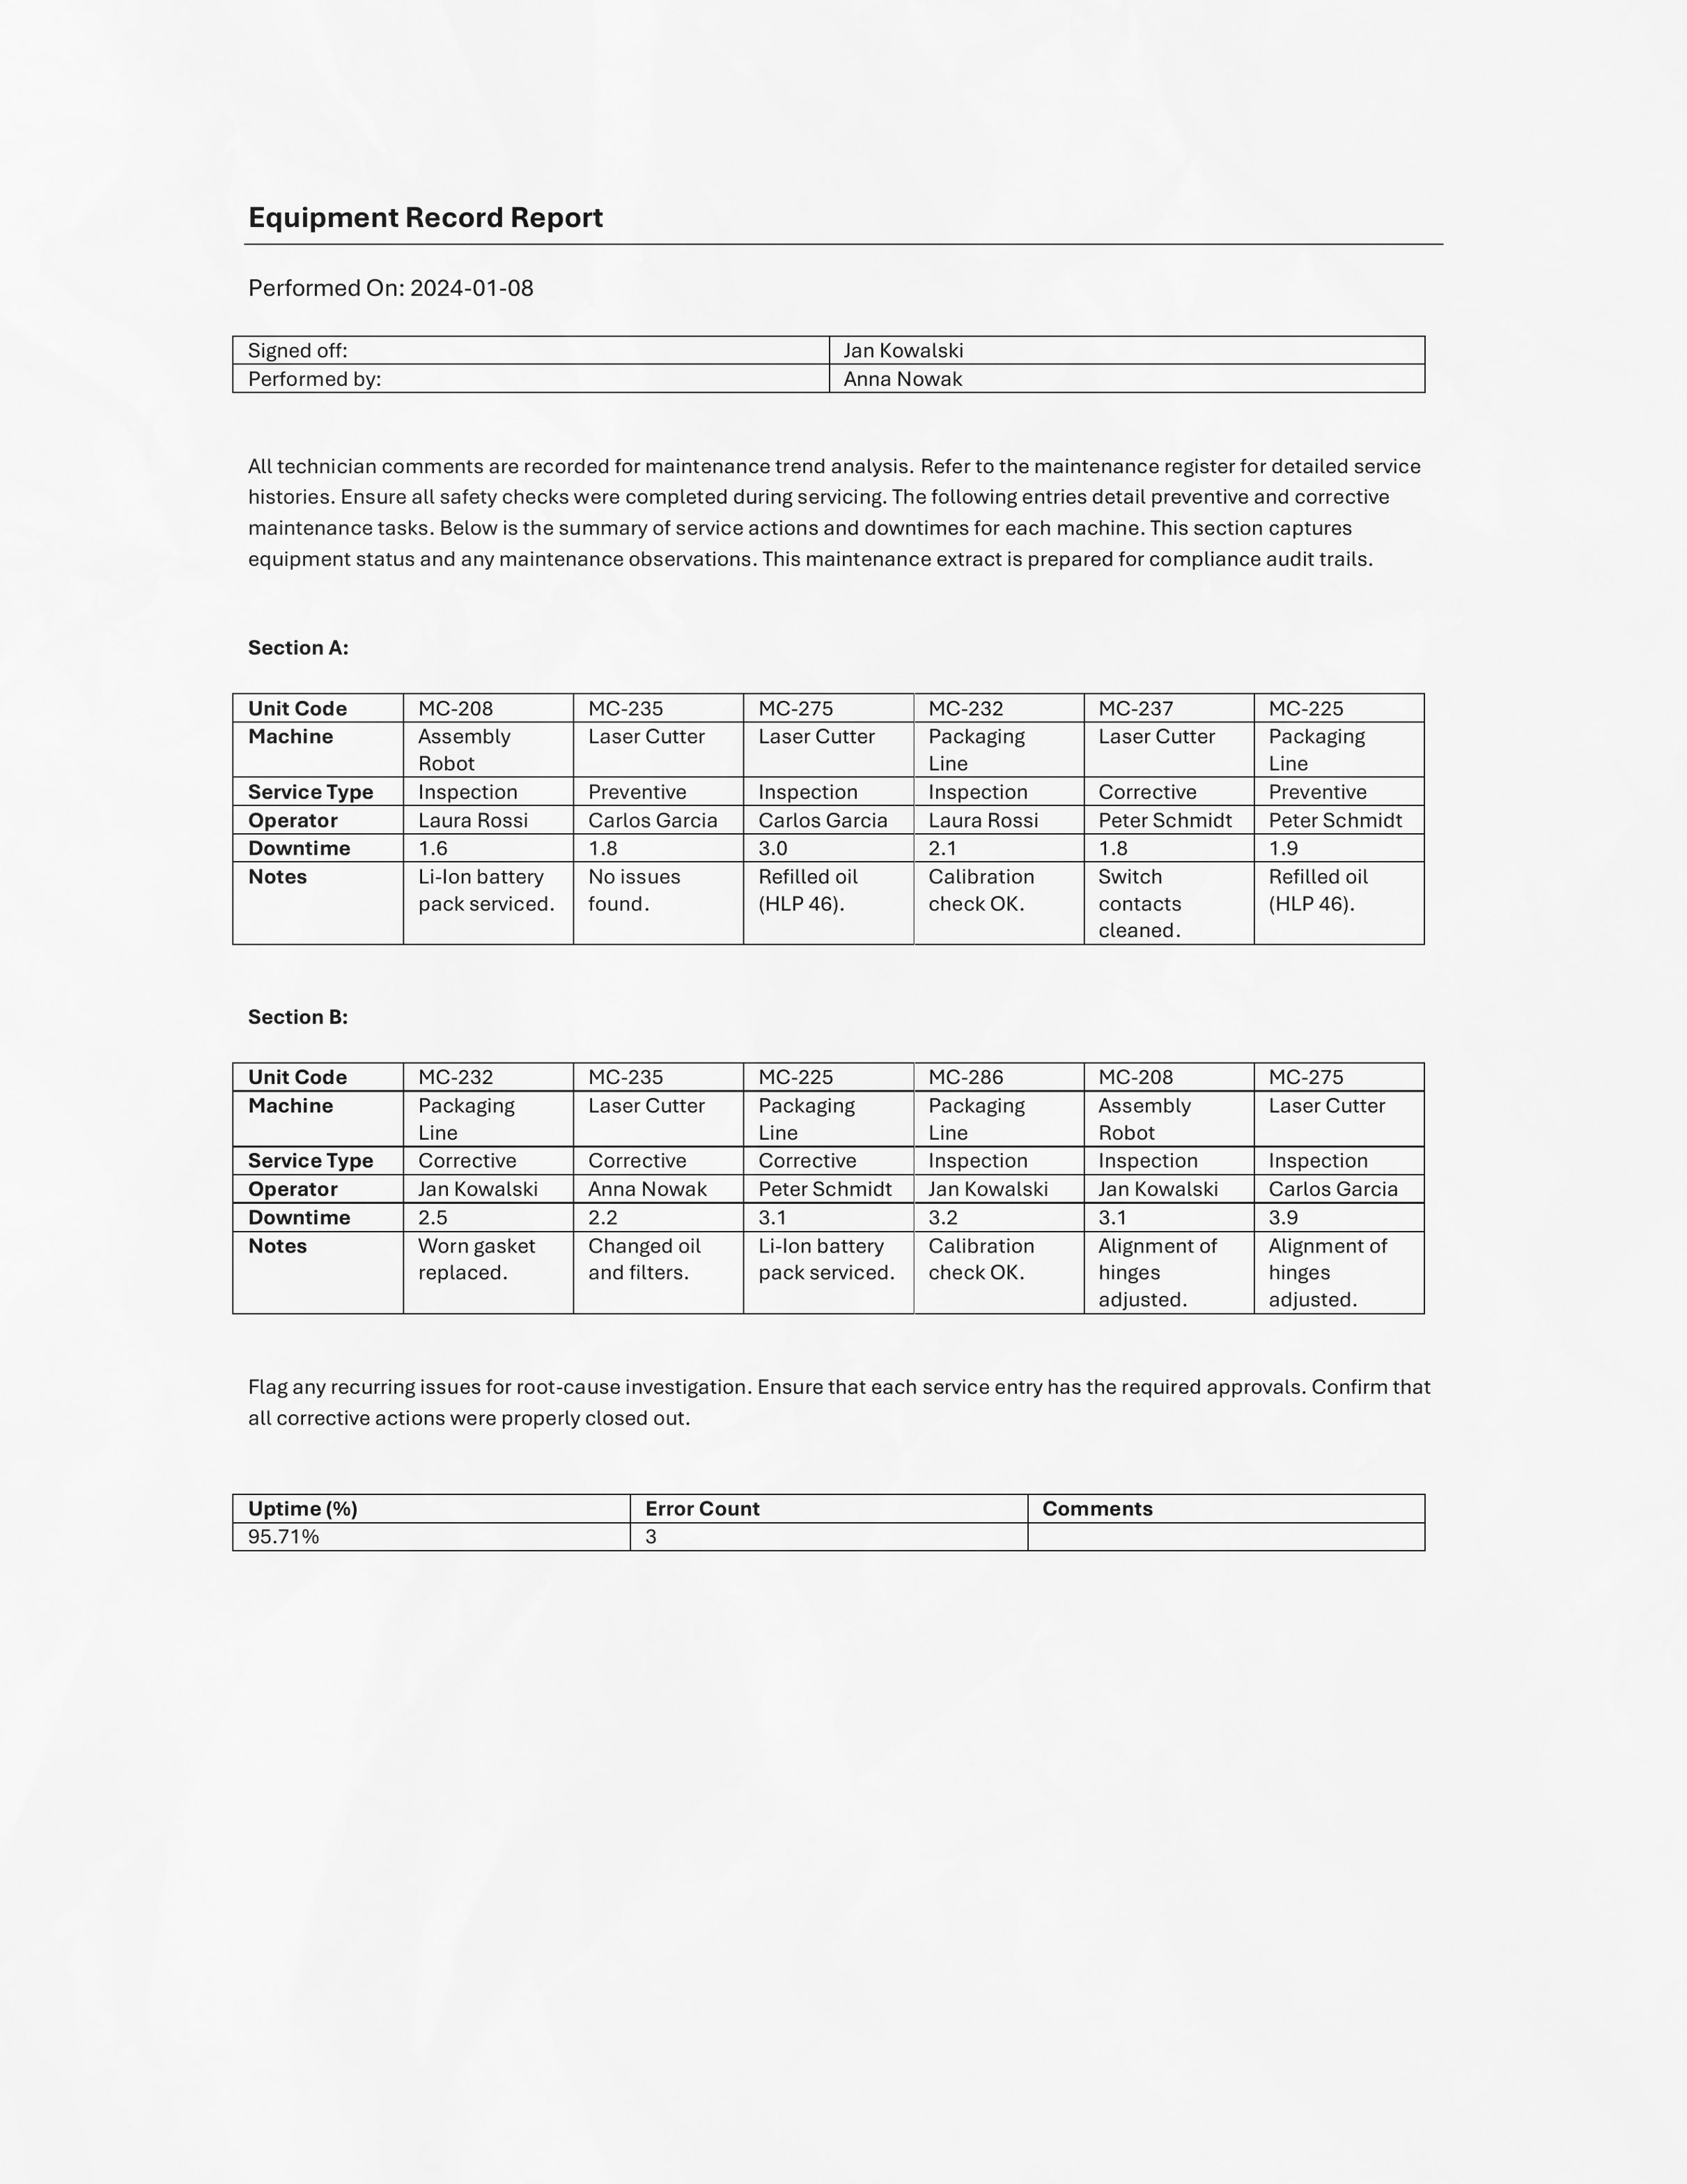 Equipment Record Report
Performed On: 2024-01-08
Signed off: Jan Kowalski
Performed by: Anna Nowak
All technician comments are recorded for maintenance trend analysis. Refer to the maintenance register for detailed service
histories. Ensure all safety checks were completed during servicing. The following entries detail preventive and corrective
maintenance tasks. Below is the summary of service actions and downtimes for each machine. This section captures
equipment status and any maintenance observations. This maintenance extract is prepared for compliance audit trails.
Section A:
Unit Code MC-208 MC-235 MC-275 MC-232 MC-237 MC-225
Machine Assembly Laser Cutter Laser Cutter Packaging Laser Cutter Packaging
Robot Line Line
Service Type Inspection Preventive Inspection Inspection Corrective Preventive
Operator Laura Rossi Carlos Garcia Carlos Garcia Laura Rossi Peter Schmidt Peter Schmidt
Downtime 1.6 1.8 3.0 2.1 1.8 1.9
Notes Li-Ion battery No issues Refilled oil Calibration Switch Refilled oil
pack serviced. found. (HLP 46). check OK. contacts (HLP 46).
cleaned.
Section B:
Unit Code MC-232 MC-235 MC-225 MC-286 MC-208 MC-275
Machine Packaging Laser Cutter Packaging Packaging Assembly Laser Cutter
Line Line Line Robot
Service Type Corrective Corrective Corrective Inspection Inspection Inspection
Operator Jan Kowalski Anna Nowak Peter Schmidt Jan Kowalski Jan Kowalski Carlos Garcia
Downtime 2.5 2.2 3.1 3.2 3.1 3.9
Notes Worn gasket Changed oil Li-Ion battery Calibration Alignment of Alignment of
replaced. and filters. pack serviced. check OK. hinges hinges
adjusted. adjusted.
Flag any recurring issues for root-cause investigation. Ensure that each service entry has the required approvals. Confirm that
all corrective actions were properly closed out.
Uptime (%) Error Count Comments
95.71% 3